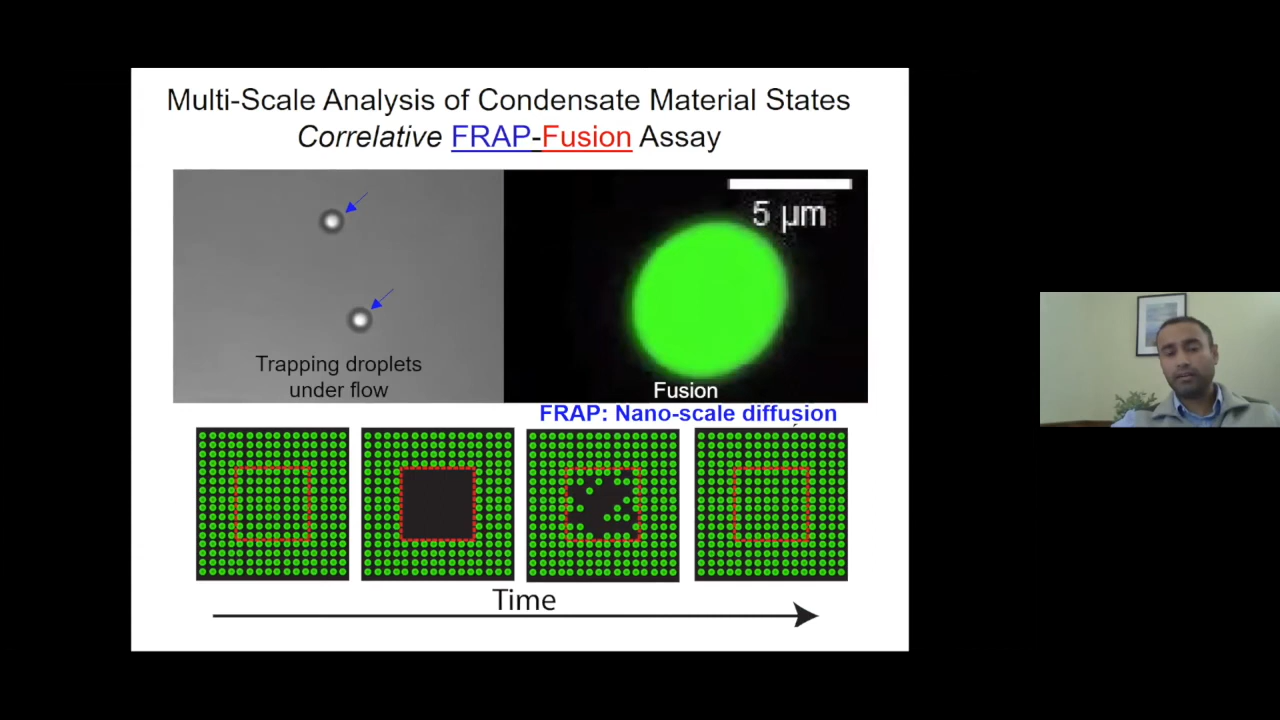 Multi-Scale Analysis of Condensate Material States
Correlative FRAP-Fusion Assay
5 μm
Trapping droplets
under flow
Fusion
FRAP: Nano-scale diffusion
Time